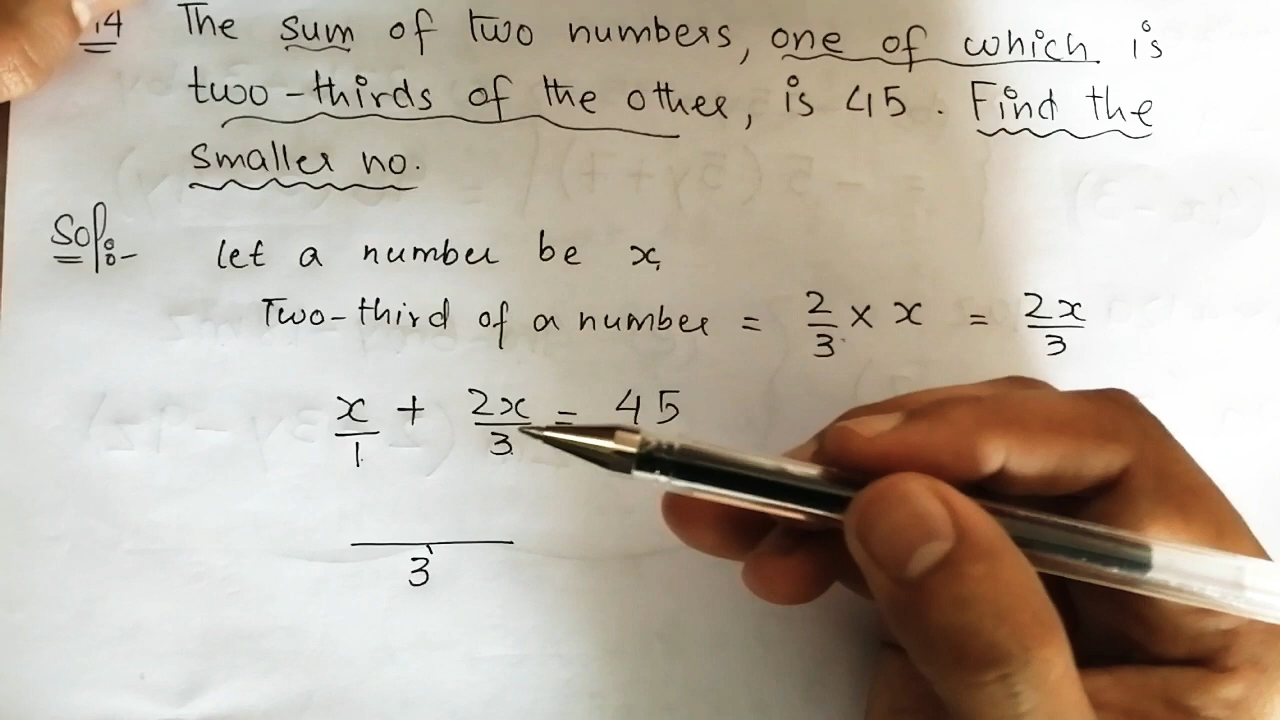 14 The sum of two numbers, one of which is
two-thirds of the other, is 45. Find the
smaller no.
Sol:- let a number be x,
Two-third of a number = 2/3 × x = 2x/3
x/1 + 2x/3 = 45
3